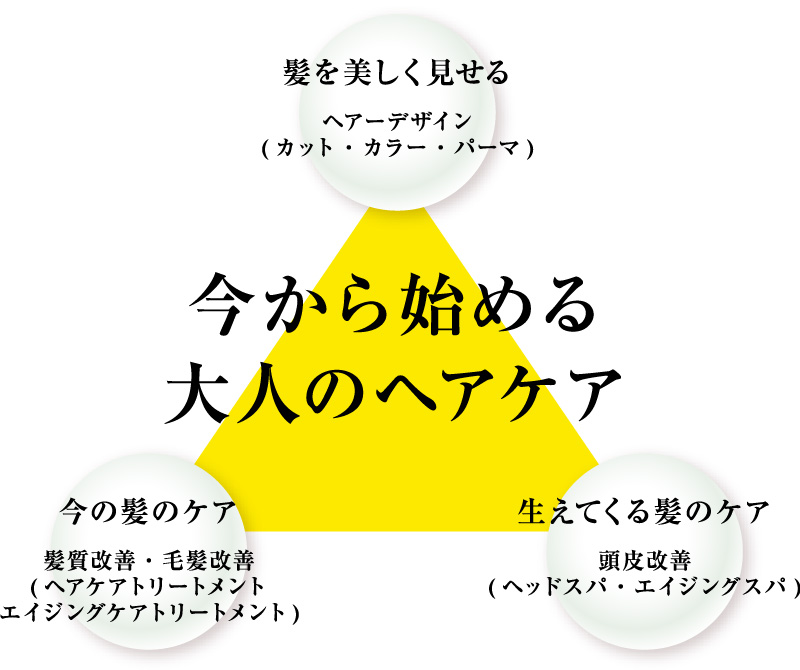 髪を美しく見せる
ヘアーデザイン
(カット・カラー・パーマ)
今から始める
大人のヘアケア
今の髪のケア
髪質改善・毛髪改善
(ヘアケアトリートメント
エイジングケアトリートメント)
生えてくる髪のケア
頭皮改善
(ヘッドスパ・エイジングスパ)